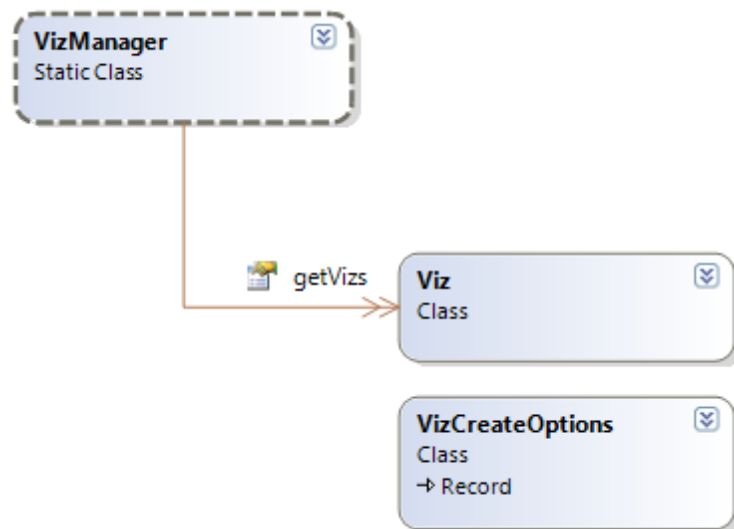 VizManager
Static Class
getVizs
Viz
Class
VizCreateOptions
Class
Record